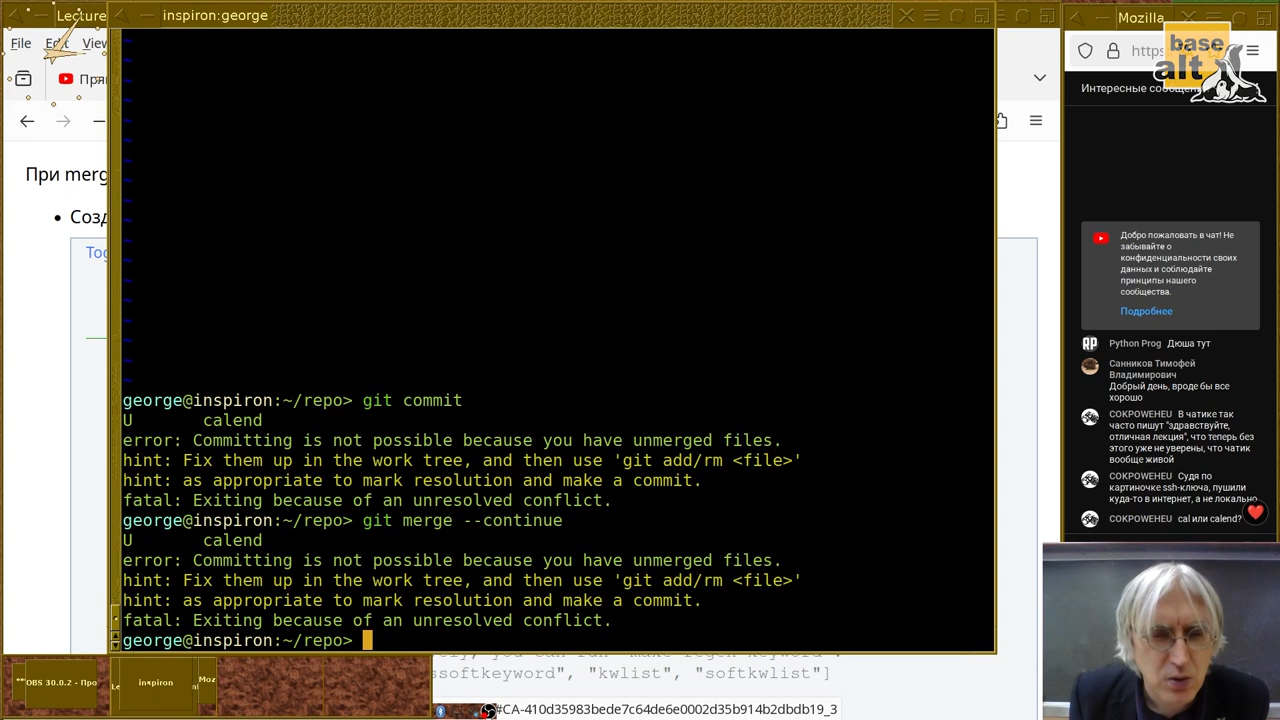 Lecture
inspiron:george
Mozilla
File
Edit
View
https
base
alt
Интересные сообщен
При merg
Созд
Tog
george@inspiron:~/repo> git commit
U       calend
error: Committing is not possible because you have unmerged files.
hint: Fix them up in the work tree, and then use 'git add/rm <file>'
hint: as appropriate to mark resolution and make a commit.
fatal: Exiting because of an unresolved conflict.
george@inspiron:~/repo> git merge --continue
U       calend
error: Committing is not possible because you have unmerged files.
hint: Fix them up in the work tree, and then use 'git add/rm <file>'
hint: as appropriate to mark resolution and make a commit.
fatal: Exiting because of an unresolved conflict.
george@inspiron:~/repo>
Добро пожаловать в чат! Не
забывайте о
конфиденциальности своих
данных и соблюдайте
принципы нашего
сообщества.
Подробнее
RP Python Prog Дюша тут
Санников Тимофей
Владимирович
Добрый день, вроде бы все
хорошо
COKPOWEHEU В чатике так
часто пишут "здравствуйте,
отличная лекция", что теперь без
этого уже не уверены, что чатик
вообще живой
COKPOWEHEU Судя по
картиночке ssh-ключа, пушили
куда-то в интернет, а не локально
COKPOWEHEU cal или calend?
ssoftkeyword", "kwlist", "softkwlist"]
#CA-410d35983bede7c64de6e0002d35b914b2dbdb19_3
OBS 30.0.2 - Про
inspiron
Moz